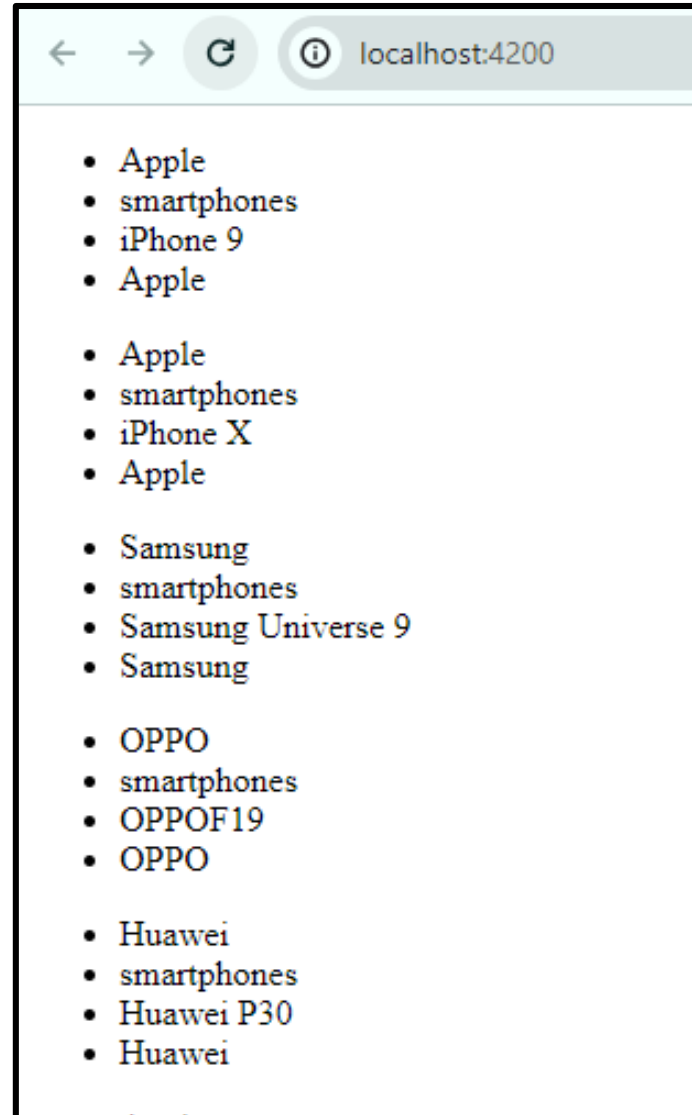 localhost:4200
Apple
smartphones
iPhone 9
Apple
Apple
smartphones
iPhone X
Apple
Samsung
smartphones
Samsung Universe 9
Samsung
OPPO
smartphones
OPPOF19
OPPO
Huawei
smartphones
Huawei P30
Huawei